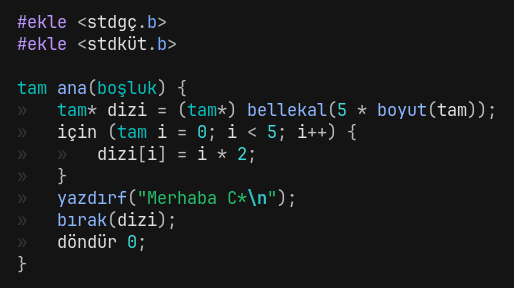 #ekle <stdgç.b>
#ekle <stdküt.b>

tam ana(boşluk) {
»   tam* dizi = (tam*) bellekal(5 * boyut(tam));
»   için (tam i = 0; i < 5; i++) {
»   »   dizi[i] = i * 2;
»   }
»   yazdırf("Merhaba C*\n");
»   bırak(dizi);
»   döndür 0;
}